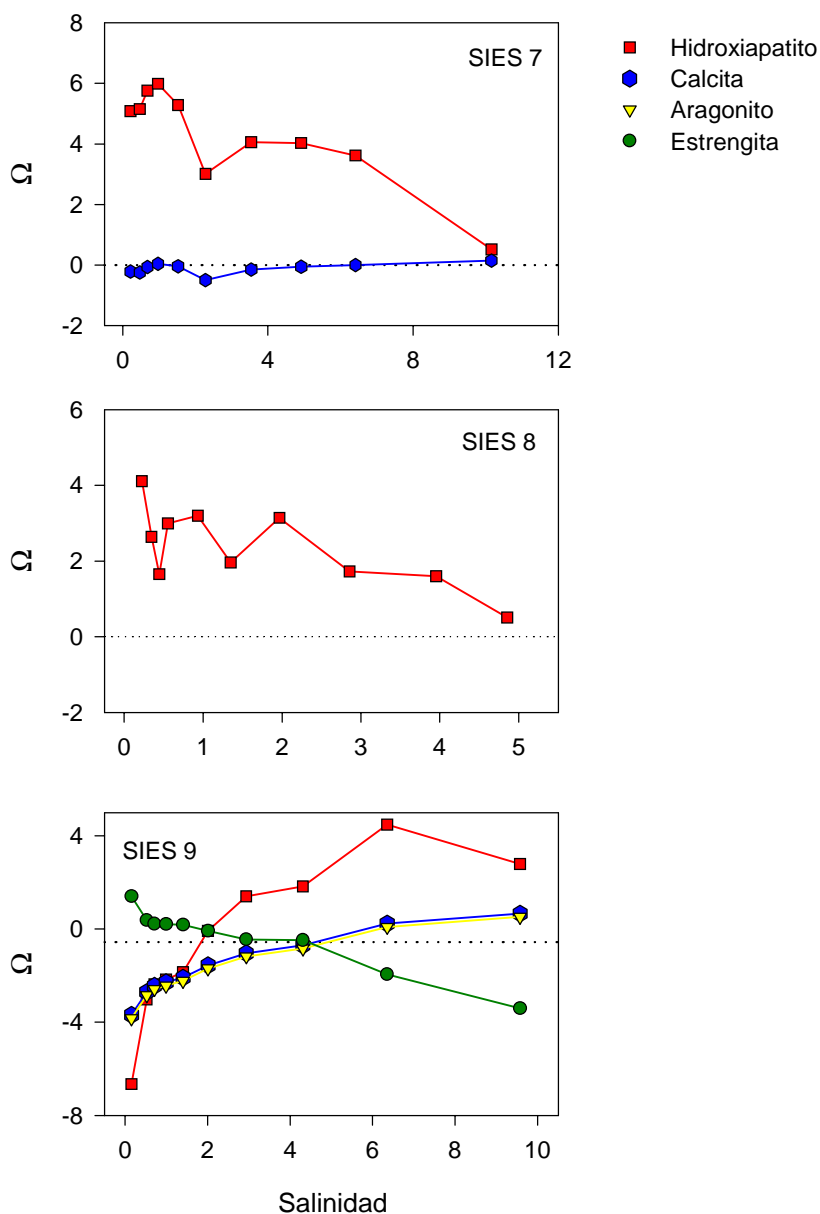 8
6
4
2
0
-2
Ω
SIES 7
0 4 8 12
Hidroxiapatito
Calcita
Aragonito
Estrengita
6
4
2
0
-2
Ω
SIES 8
0 1 2 3 4 5
4
0
-4
-8
Ω
SIES 9
0 2 4 6 8 10
Salinidad